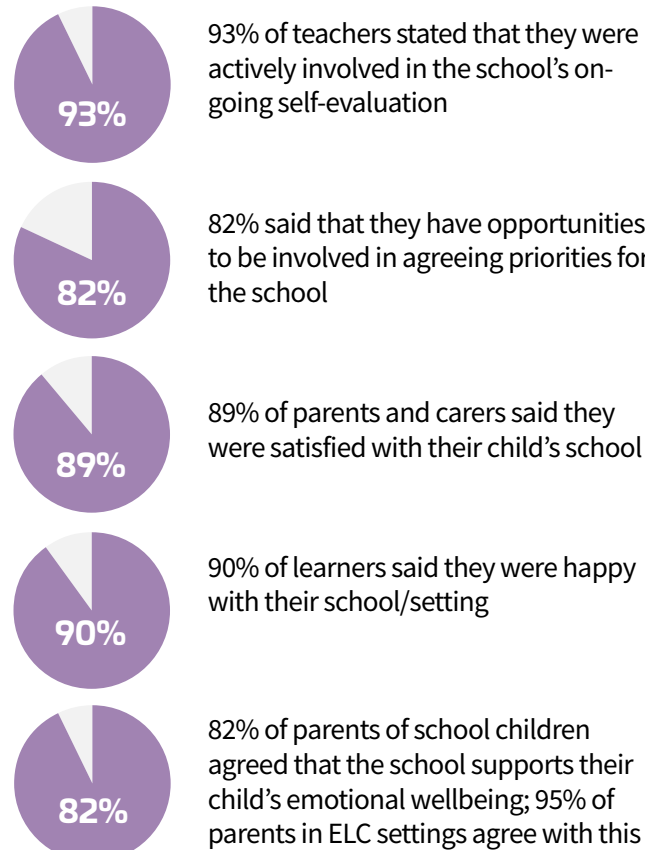 93%
93% of teachers stated that they were
actively involved in the school’s on-
going self-evaluation
82%
82% said that they have opportunities
to be involved in agreeing priorities for
the school
89%
89% of parents and carers said they
were satisfied with their child’s school
90%
90% of learners said they were happy
with their school/setting
82%
82% of parents of school children
agreed that the school supports their
child’s emotional wellbeing; 95% of
parents in ELC settings agree with this